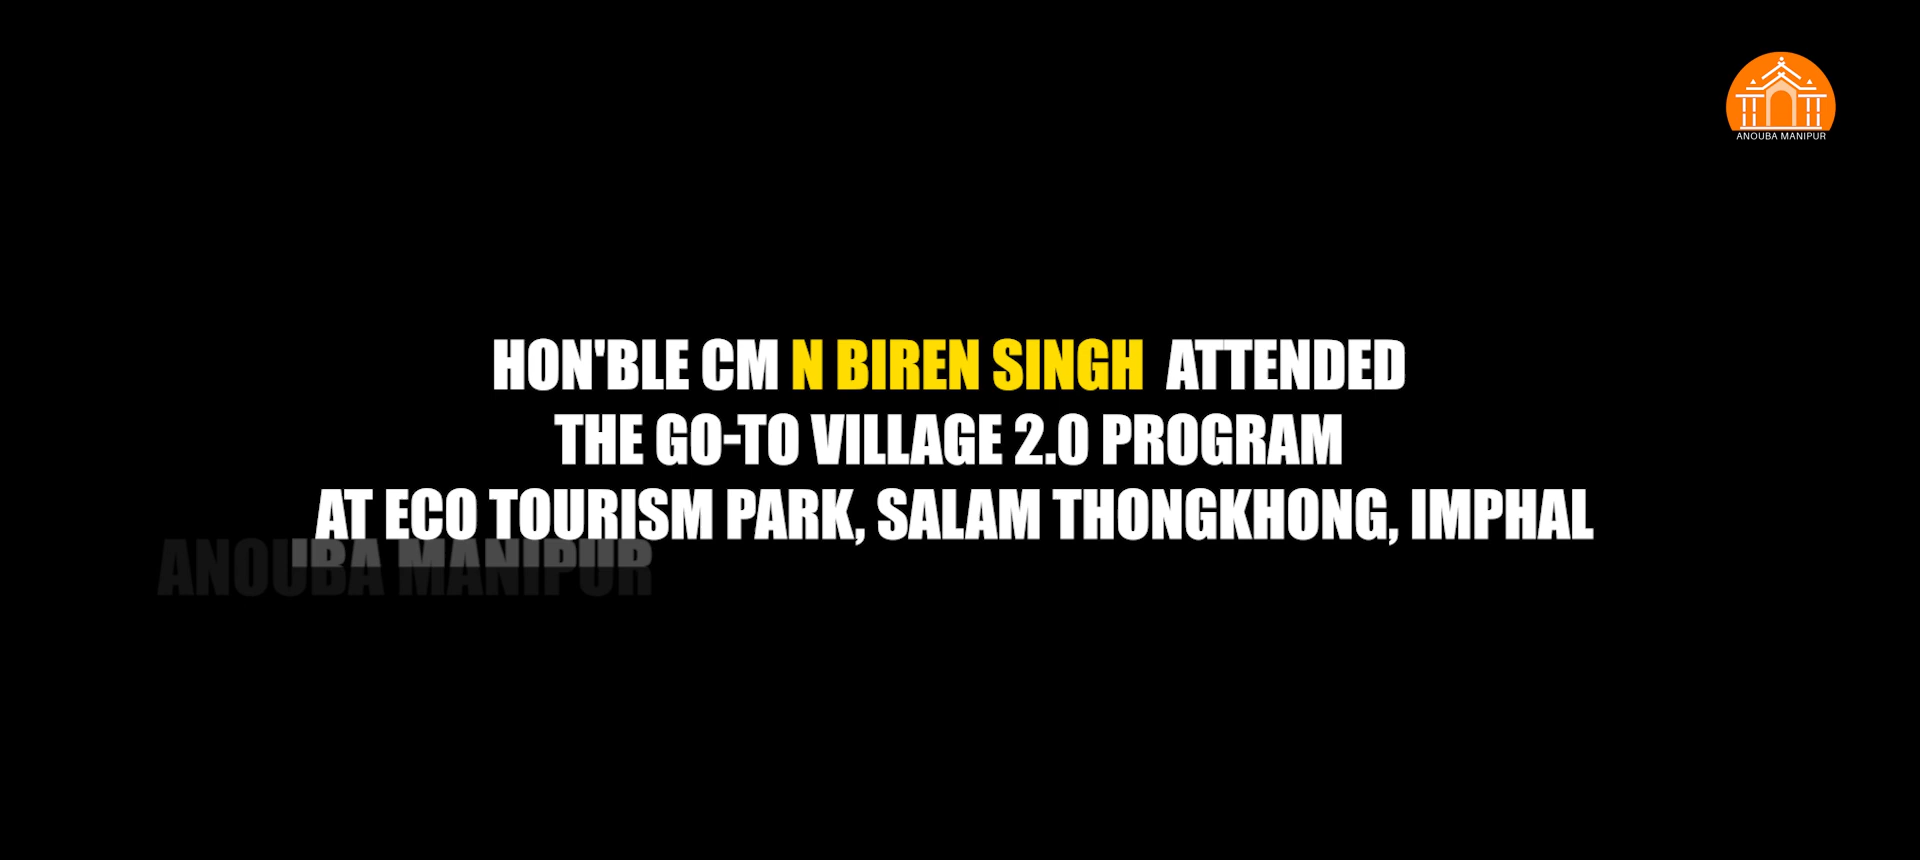 ANOUBA MANIPUR
HON'BLE CM N BIREN SINGH ATTENDED
THE GO-TO VILLAGE 2.0 PROGRAM
AT ECO TOURISM PARK, SALAM THONGKHONG, IMPHAL
ANOUBA MANIPUR